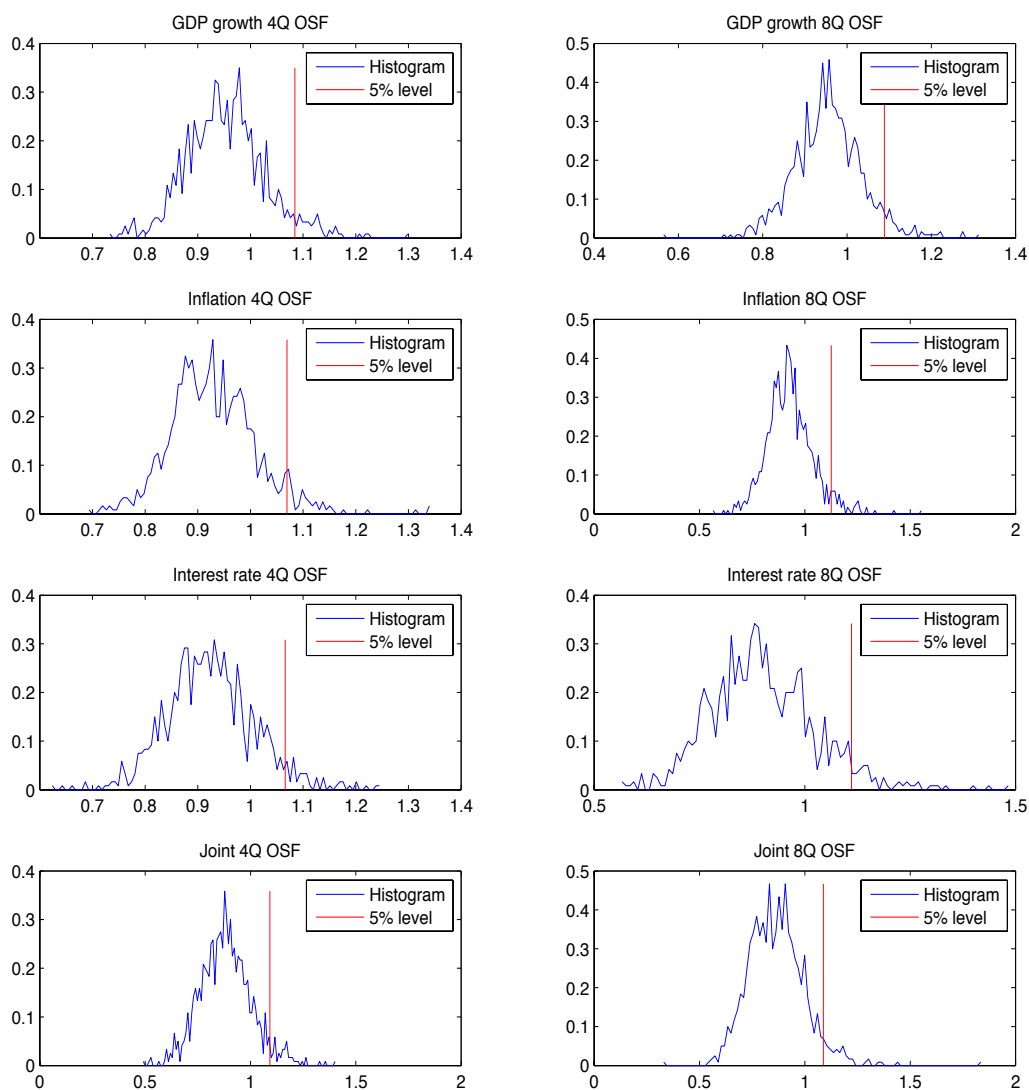 GDP growth 4Q OSF
0.4
0.3
0.2
0.1
0
0.7 0.8 0.9 1 1.1 1.2 1.3 1.4
Histogram
5% level
GDP growth 8Q OSF
0.5
0.4
0.3
0.2
0.1
0
0.4 0.6 0.8 1 1.2 1.4
Histogram
5% level
Inflation 4Q OSF
0.4
0.3
0.2
0.1
0
0.7 0.8 0.9 1 1.1 1.2 1.3 1.4
Histogram
5% level
Inflation 8Q OSF
0.5
0.4
0.3
0.2
0.1
0
0 0.5 1 1.5 2
Histogram
5% level
Interest rate 4Q OSF
0.4
0.3
0.2
0.1
0
0.7 0.8 0.9 1 1.1 1.2 1.3 1.4
Histogram
5% level
Interest rate 8Q OSF
0.4
0.3
0.2
0.1
0
0.5 1 1.5
Histogram
5% level
Joint 4Q OSF
0.4
0.3
0.2
0.1
0
0.5 1 1.5 2
Histogram
5% level
Joint 8Q OSF
0.5
0.4
0.3
0.2
0.1
0
0 0.5 1 1.5 2
Histogram
5% level